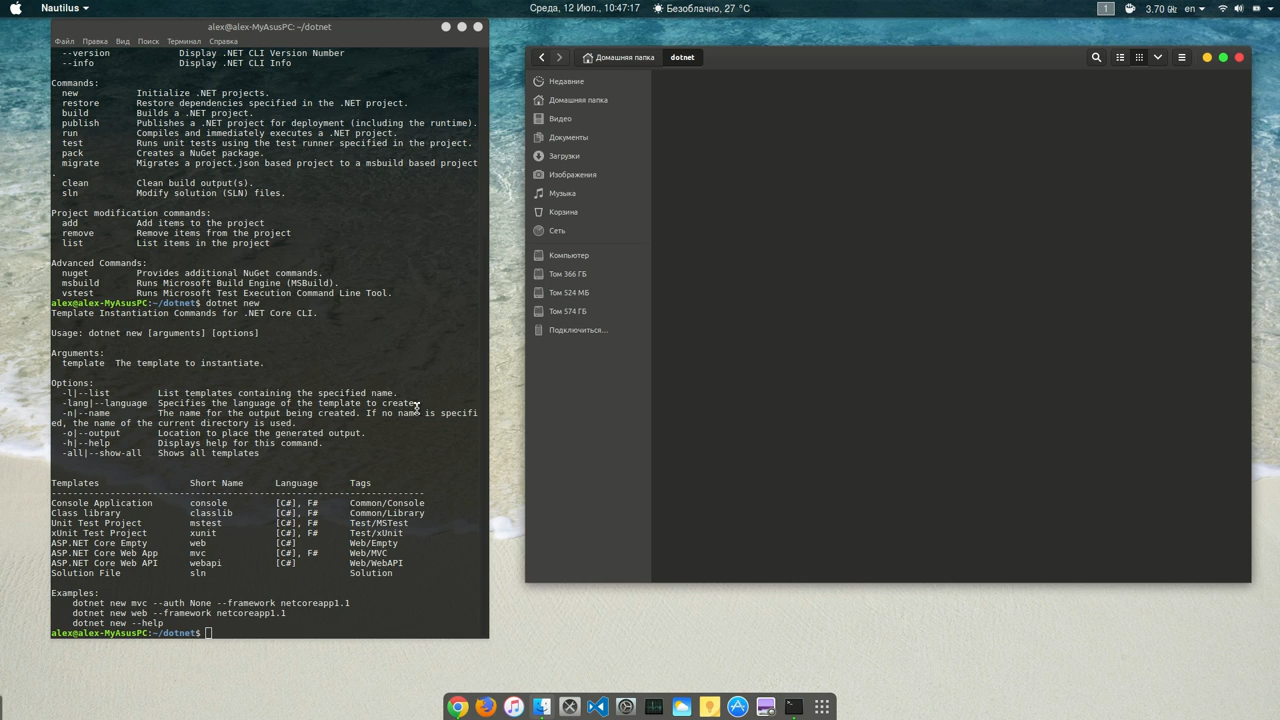 Nautilus
Среда, 12 Июл., 10:47:17
Безоблачно, 27 °C
1
3.70 GHz
en
alex@alex-MyAsusPC: ~/dotnet
Файл Правка Вид Поиск Терминал Справка
--version Display .NET CLI Version Number
--info Display .NET CLI Info
Commands:
new Initialize .NET projects.
restore Restore dependencies specified in the .NET project.
build Builds a .NET project.
publish Publishes a .NET project for deployment (including the runtime).
run Compiles and immediately executes a .NET project.
test Runs unit tests using the test runner specified in the project.
pack Creates a NuGet package.
migrate Migrates a project.json based project to a msbuild based project
.
clean Clean build output(s).
sln Modify solution (SLN) files.
Project modification commands:
add Add items to the project
remove Remove items from the project
list List items in the project
Advanced Commands:
nuget Provides additional NuGet commands.
msbuild Runs Microsoft Build Engine (MSBuild).
vstest Runs Microsoft Test Execution Command Line Tool.
alex@alex-MyAsusPC:~/dotnet$ dotnet new
Template Instantiation Commands for .NET Core CLI.
Usage: dotnet new [arguments] [options]
Arguments:
template The template to instantiate.
Options:
-l|--list List templates containing the specified name.
-lang|--language Specifies the language of the template to create
-n|--name The name for the output being created. If no name is specifi
ed, the name of the current directory is used.
-o|--output Location to place the generated output.
-h|--help Displays help for this command.
-all|--show-all Shows all templates
Templates Short Name Language Tags
--------------------------------------------------------------------------------
Console Application console [C#], F# Common/Console
Class library classlib [C#], F# Common/Library
Unit Test Project mstest [C#], F# Test/MSTest
xUnit Test Project xunit [C#], F# Test/xUnit
ASP.NET Core Empty web [C#] Web/Empty
ASP.NET Core Web App mvc [C#], F# Web/MVC
ASP.NET Core Web API webapi [C#] Web/WebAPI
Solution File sln Solution
Examples:
dotnet new mvc --auth None --framework netcoreapp1.1
dotnet new web --framework netcoreapp1.1
dotnet new --help
alex@alex-MyAsusPC:~/dotnet$
Домашняя папка dotnet
Недавние
Домашняя папка
Видео
Документы
Загрузки
Изображения
Музыка
Корзина
Сеть
Компьютер
Том 366 ГБ
Том 524 МБ
Том 574 ГБ
Подключиться…